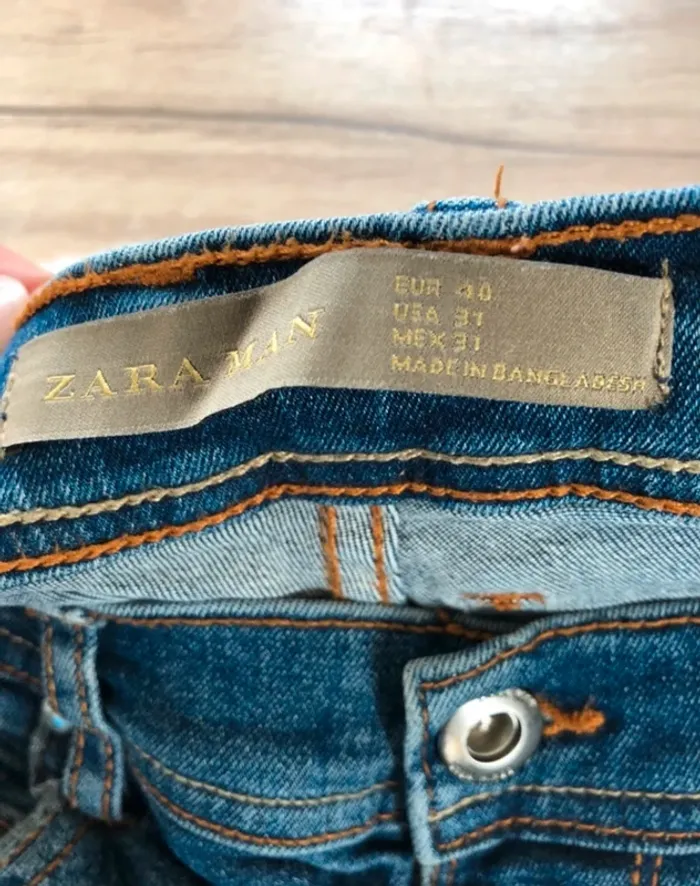 ZARA MAN
EUR 40
USA 31
MEX 31
MADE IN BANGLADESH